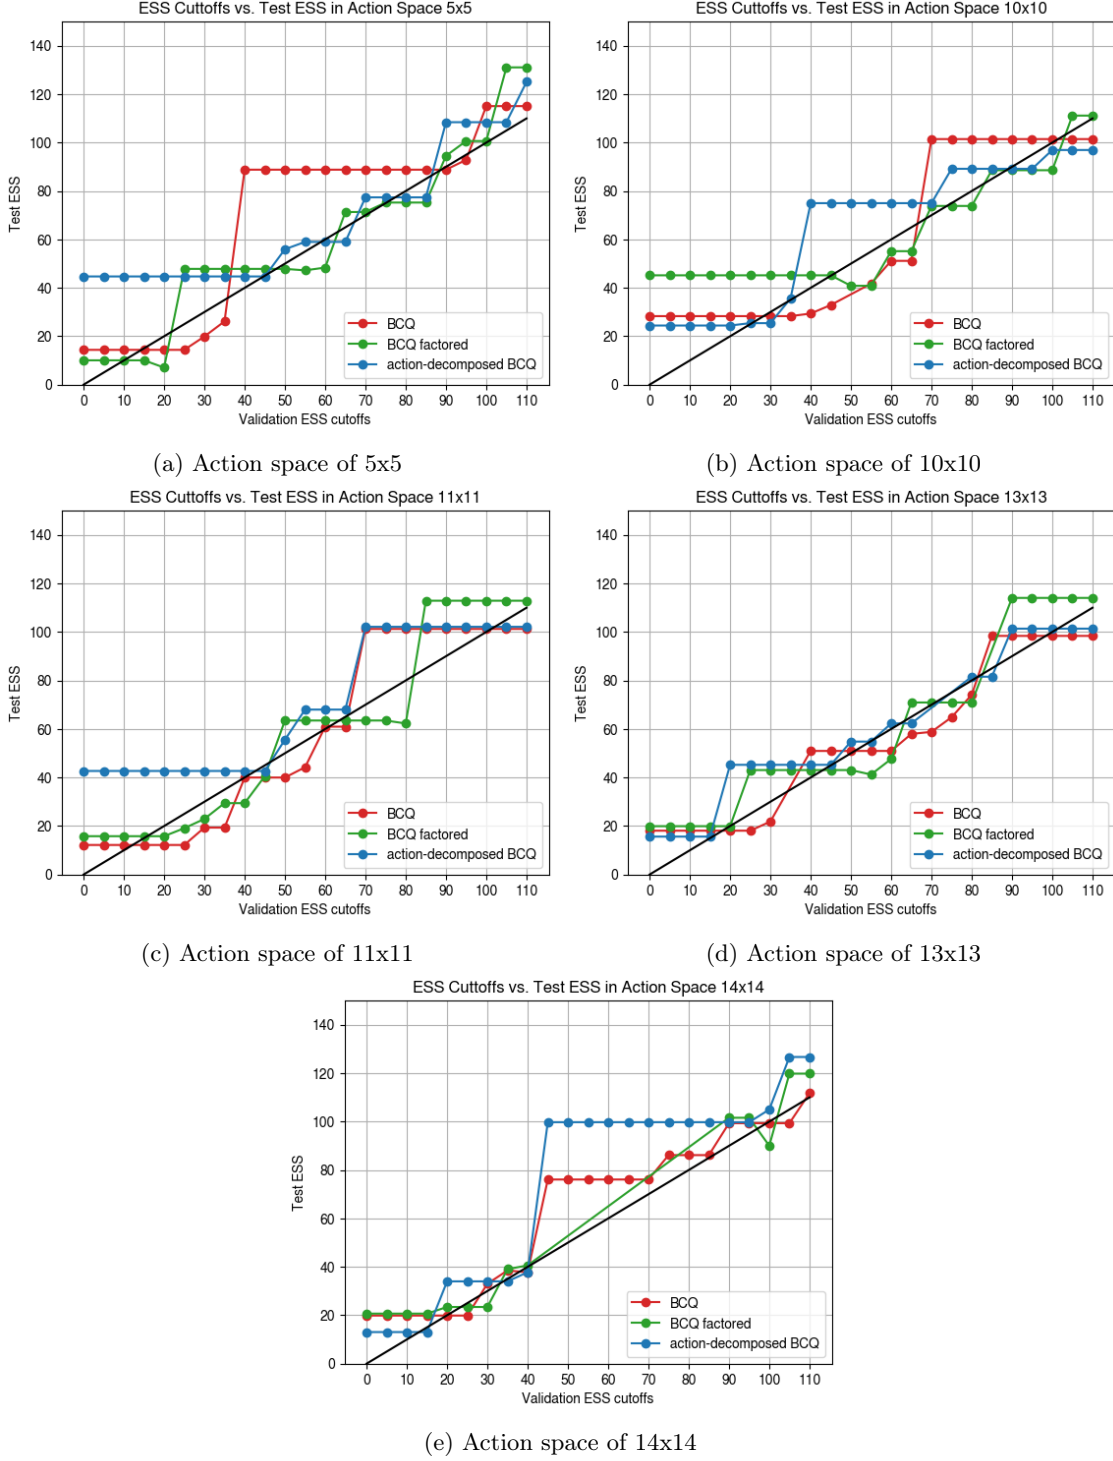 ESS Cuttoffs vs. Test ESS in Action Space 5x5
140
120
100
80
60
40
20
0
Test ESS
0 10 20 30 40 50 60 70 80 90 100 110
Validation ESS cutoffs
BCQ
BCQ factored
action-decomposed BCQ
(a) Action space of 5x5
ESS Cuttoffs vs. Test ESS in Action Space 10x10
140
120
100
80
60
40
20
0
Test ESS
0 10 20 30 40 50 60 70 80 90 100 110
Validation ESS cutoffs
BCQ
BCQ factored
action-decomposed BCQ
(b) Action space of 10x10
ESS Cuttoffs vs. Test ESS in Action Space 11x11
140
120
100
80
60
40
20
0
Test ESS
0 10 20 30 40 50 60 70 80 90 100 110
Validation ESS cutoffs
BCQ
BCQ factored
action-decomposed BCQ
(c) Action space of 11x11
ESS Cuttoffs vs. Test ESS in Action Space 13x13
140
120
100
80
60
40
20
0
Test ESS
0 10 20 30 40 50 60 70 80 90 100 110
Validation ESS cutoffs
BCQ
BCQ factored
action-decomposed BCQ
(d) Action space of 13x13
ESS Cuttoffs vs. Test ESS in Action Space 14x14
140
120
100
80
60
40
20
0
Test ESS
0 10 20 30 40 50 60 70 80 90 100 110
Validation ESS cutoffs
BCQ
BCQ factored
action-decomposed BCQ
(e) Action space of 14x14